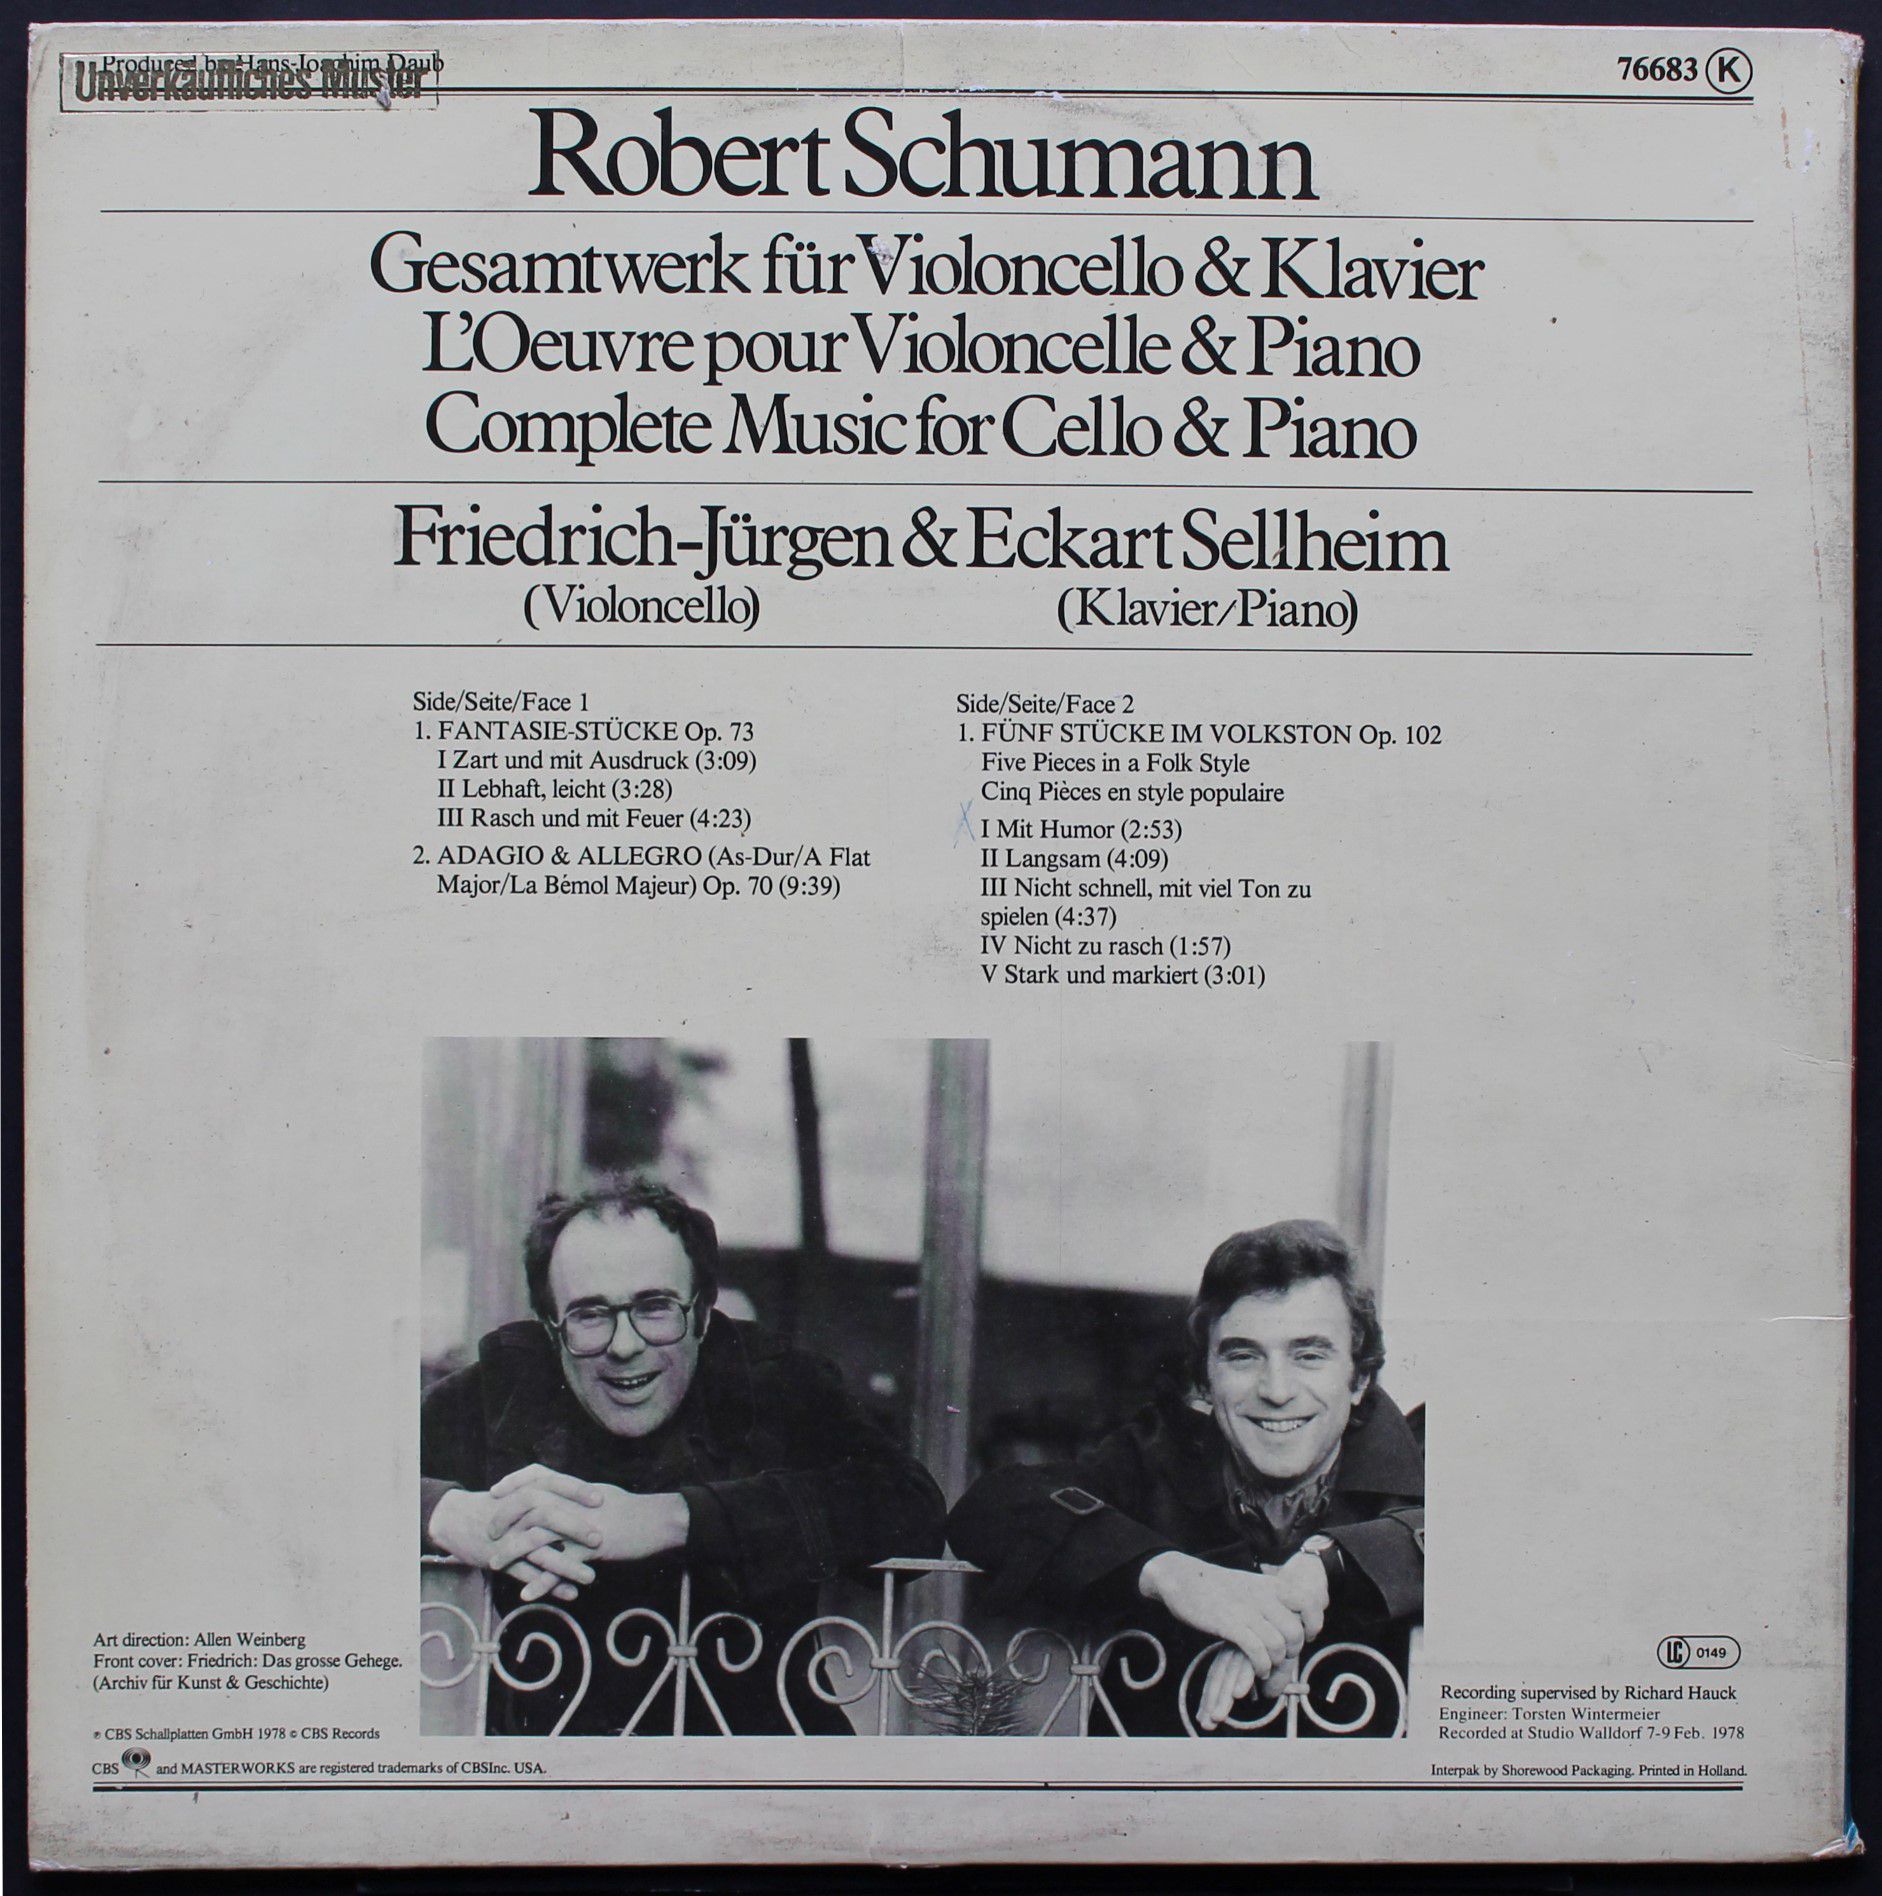 Produced by Hans-Joachim Daub
Unverkäufliches Muster
76683 K
Robert Schumann
Gesamtwerk für Violoncello & Klavier
L'Oeuvre pour Violoncelle & Piano
Complete Music for Cello & Piano
Friedrich-Jürgen & Eckart Sellheim
(Violoncello) (Klavier/Piano)
Side/Seite/Face 1
1. FANTASIE-STÜCKE Op. 73
I Zart und mit Ausdruck (3:09)
II Lebhaft, leicht (3:28)
III Rasch und mit Feuer (4:23)
2. ADAGIO & ALLEGRO (As-Dur/A Flat
Major/La Bémol Majeur) Op. 70 (9:39)
Side/Seite/Face 2
1. FÜNF STÜCKE IM VOLKSTON Op. 102
Five Pieces in a Folk Style
Cinq Pièces en style populaire
I Mit Humor (2:53)
II Langsam (4:09)
III Nicht schnell, mit viel Ton zu
spielen (4:37)
IV Nicht zu rasch (1:57)
V Stark und markiert (3:01)
Art direction: Allen Weinberg
Front cover: Friedrich: Das grosse Gehege.
(Archiv für Kunst & Geschichte)
℗ CBS Schallplatten GmbH 1978 © CBS Records
CBS and MASTERWORKS are registered trademarks of CBSInc. USA.
LC 0149
Recording supervised by Richard Hauck
Engineer: Torsten Wintermeier
Recorded at Studio Walldorf 7-9 Feb. 1978
Interpak by Shorewood Packaging. Printed in Holland.